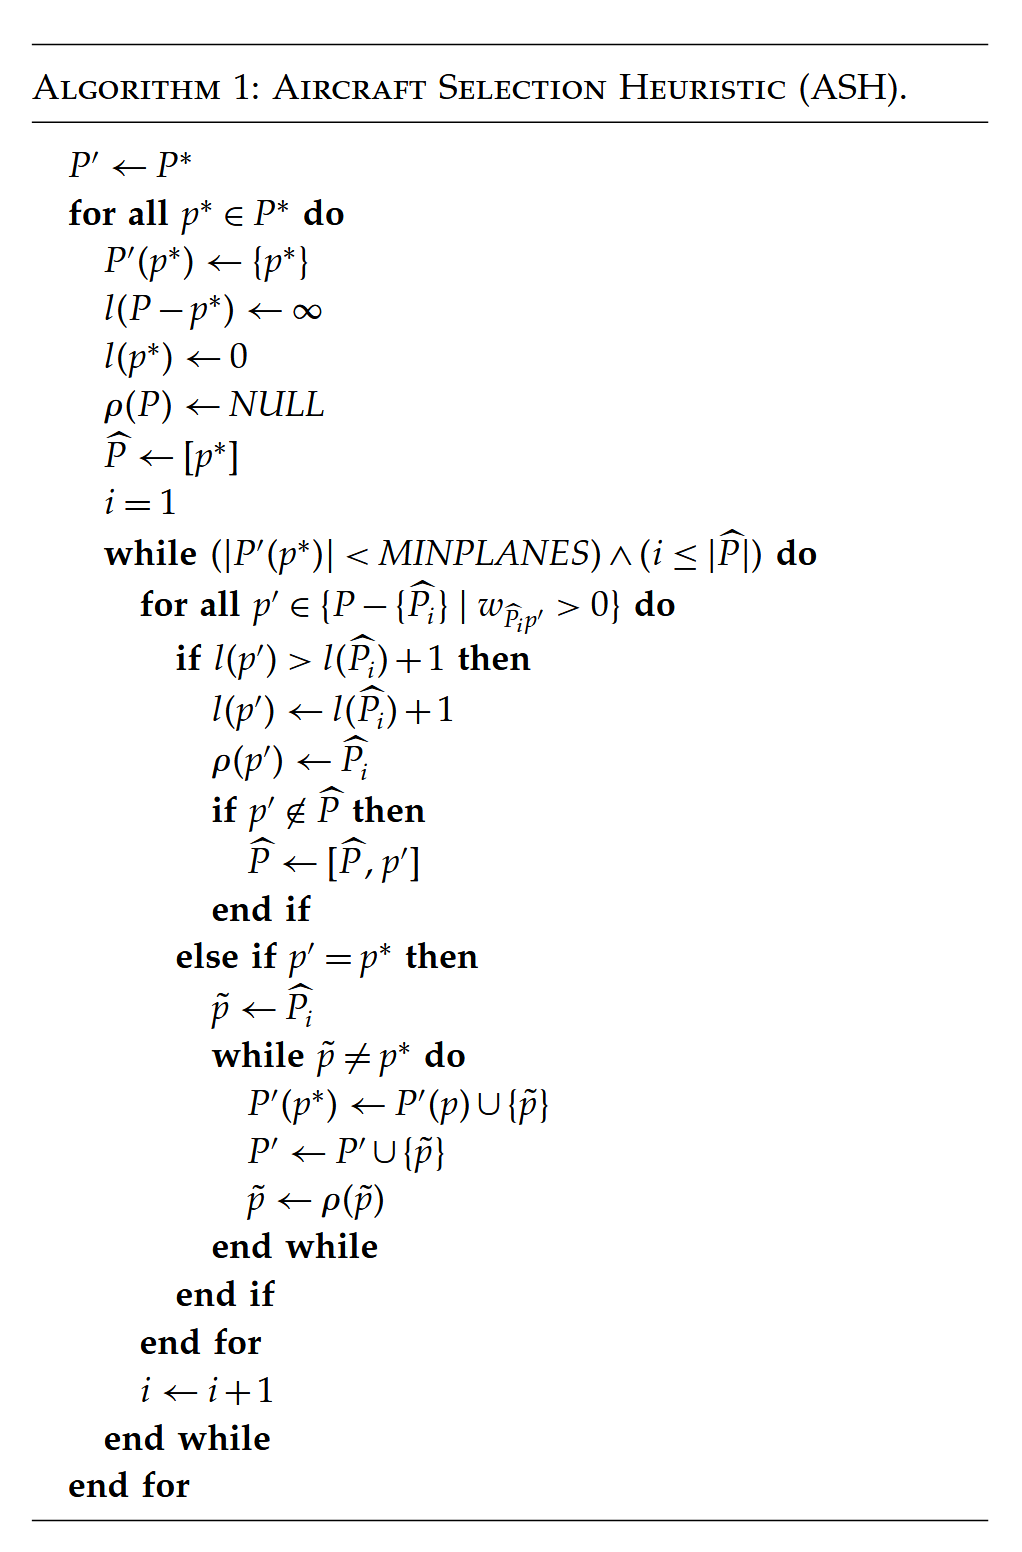 ALGORITHM 1: AIRCRAFT SELECTION HEURISTIC (ASH).
P′ ← P*
for all p* ∈ P* do
P′(p*) ← {p*}
l(P − p*) ← ∞
l(p*) ← 0
ρ(P) ← NULL
P̂ ← [p*]
i = 1
while (|P′(p*)| < MINPLANES) ∧ (i ≤ |P̂|) do
for all p′ ∈ {P − {P̂ᵢ} | w_{P̂ᵢp′} > 0} do
if l(p′) > l(P̂ᵢ) + 1 then
l(p′) ← l(P̂ᵢ) + 1
ρ(p′) ← P̂ᵢ
if p′ ∉ P̂ then
P̂ ← [P̂, p′]
end if
else if p′ = p* then
p̃ ← P̂ᵢ
while p̃ ≠ p* do
P′(p*) ← P′(p) ∪ {p̃}
P′ ← P′ ∪ {p̃}
p̃ ← ρ(p̃)
end while
end if
end for
i ← i + 1
end while
end for